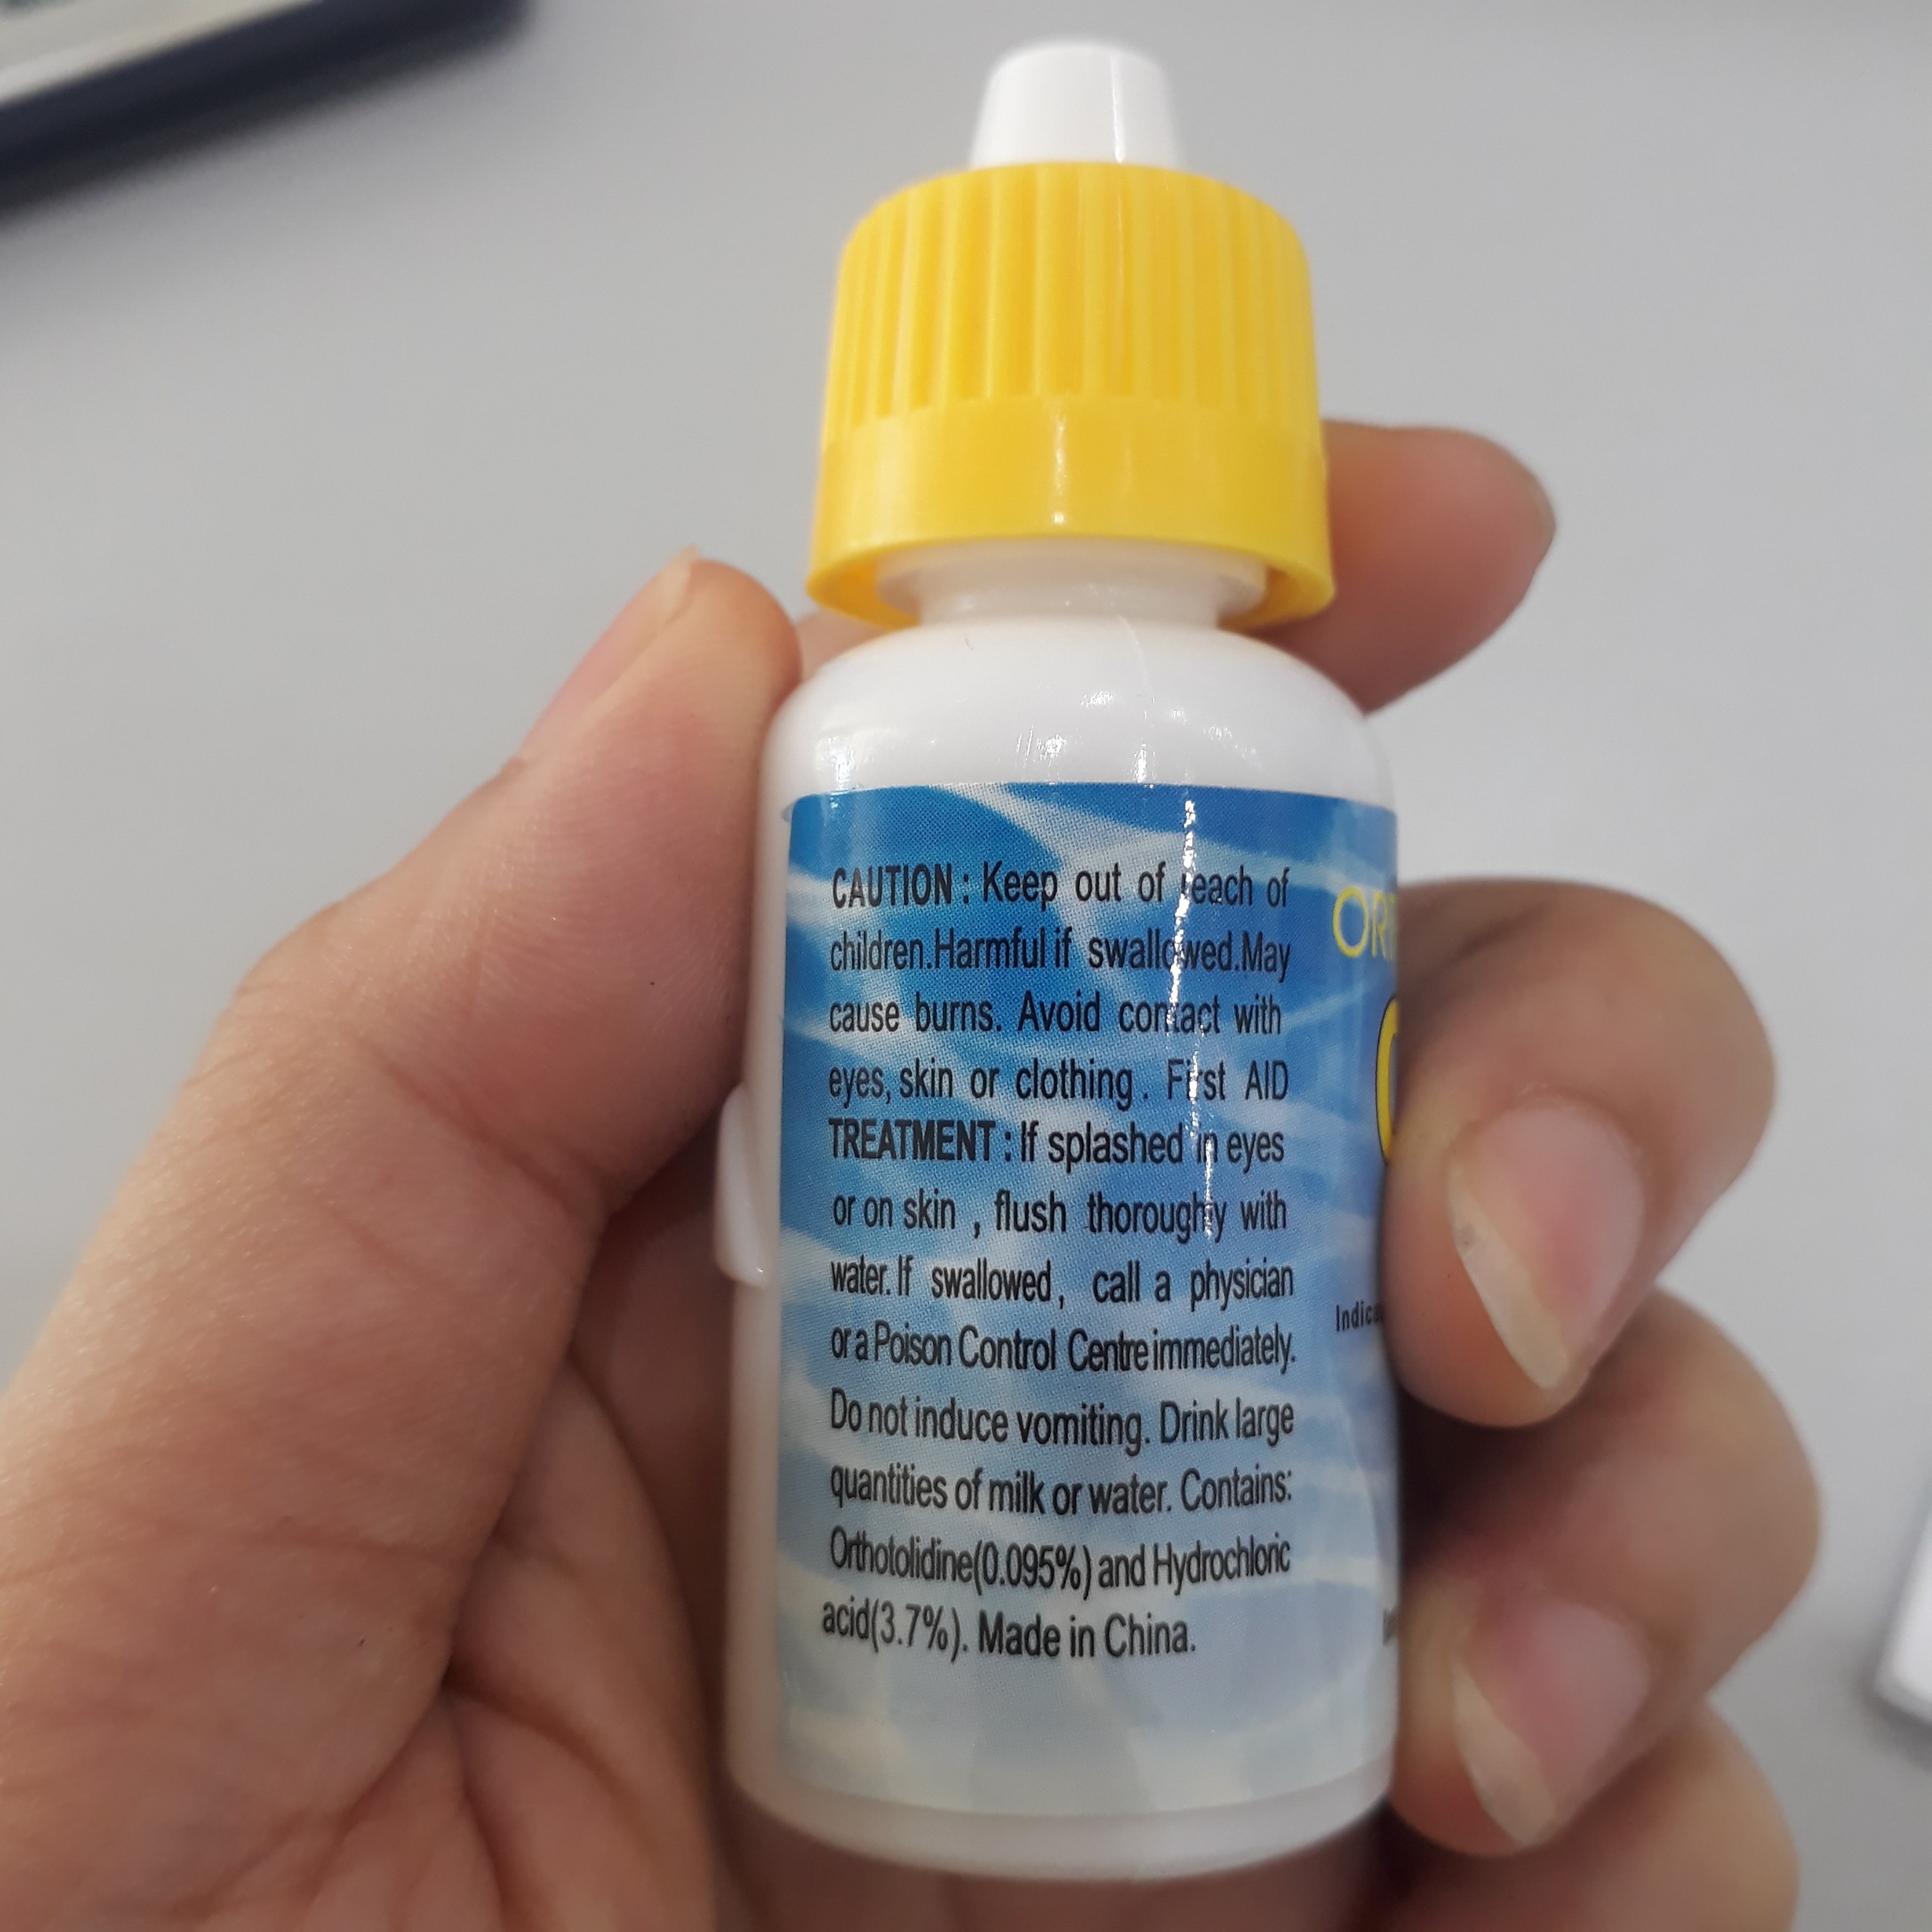 CAUTION : Keep out of reach of
children.Harmful if swallowed.May
cause burns. Avoid contact with
eyes, skin or clothing. First AID
TREATMENT : If splashed in eyes
or on skin , flush thoroughly with
water. If swallowed, call a physician
or a Poison Control Centre immediately.
Do not induce vomiting. Drink large
quantities of milk or water. Contains:
Orthotolidine(0.095%) and Hydrochloric
acid(3.7%). Made in China.